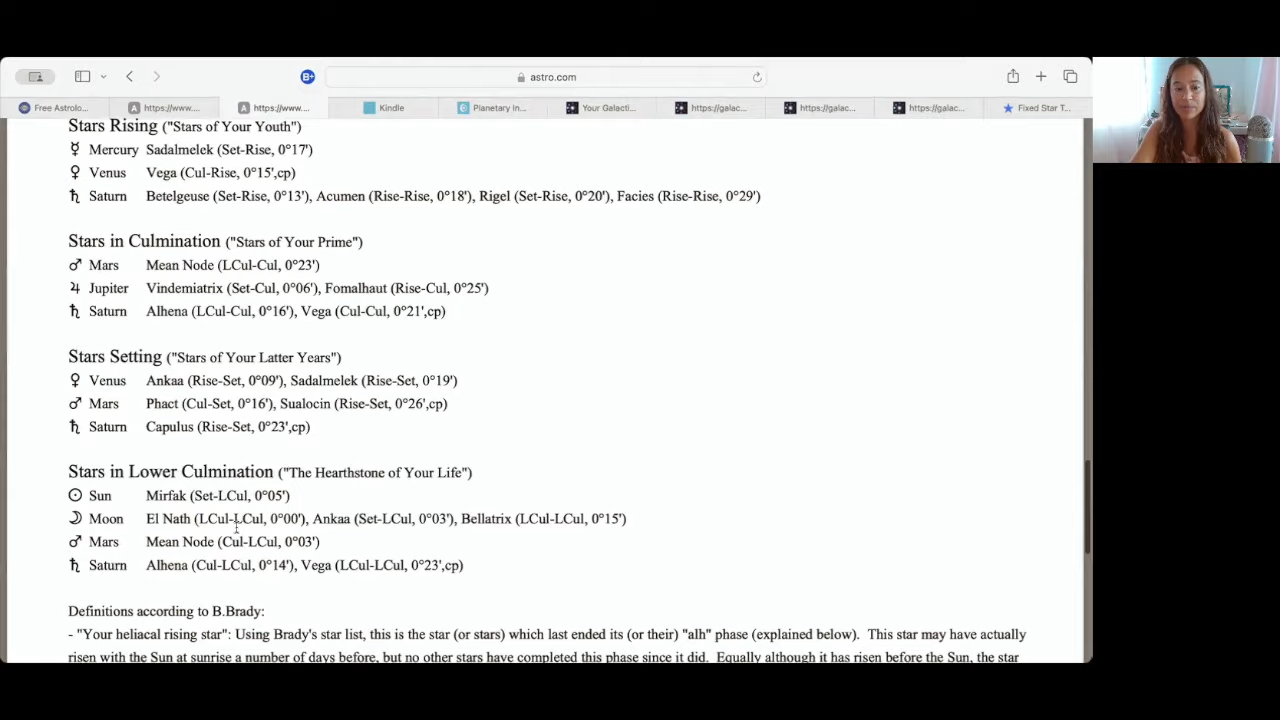 astro.com
Free Astrolo...
https://www....
https://www....
Kindle
Planetary In...
Your Galacti...
https://galac...
https://galac...
https://galac...
Fixed Star T...
Stars Rising ("Stars of Your Youth")
☿ Mercury Sadalmelek (Set-Rise, 0°17')
♀ Venus Vega (Cul-Rise, 0°15',cp)
♄ Saturn Betelgeuse (Set-Rise, 0°13'), Acumen (Rise-Rise, 0°18'), Rigel (Set-Rise, 0°20'), Facies (Rise-Rise, 0°29')
Stars in Culmination ("Stars of Your Prime")
♂ Mars Mean Node (LCul-Cul, 0°23')
♃ Jupiter Vindemiatrix (Set-Cul, 0°06'), Fomalhaut (Rise-Cul, 0°25')
♄ Saturn Alhena (LCul-Cul, 0°16'), Vega (Cul-Cul, 0°21',cp)
Stars Setting ("Stars of Your Latter Years")
♀ Venus Ankaa (Rise-Set, 0°09'), Sadalmelek (Rise-Set, 0°19')
♂ Mars Phact (Cul-Set, 0°16'), Sualocin (Rise-Set, 0°26',cp)
♄ Saturn Capulus (Rise-Set, 0°23',cp)
Stars in Lower Culmination ("The Hearthstone of Your Life")
☉ Sun Mirfak (Set-LCul, 0°05')
☽ Moon El Nath (LCul-LCul, 0°00'), Ankaa (Set-LCul, 0°03'), Bellatrix (LCul-LCul, 0°15')
♂ Mars Mean Node (Cul-LCul, 0°03')
♄ Saturn Alhena (Cul-LCul, 0°14'), Vega (LCul-LCul, 0°23',cp)
Definitions according to B.Brady:
- "Your heliacal rising star": Using Brady's star list, this is the star (or stars) which last ended its (or their) "alh" phase (explained below). This star may have actually
risen with the Sun at sunrise a number of days before, but no other stars have completed this phase since it did. Equally although it has risen before the Sun, the star